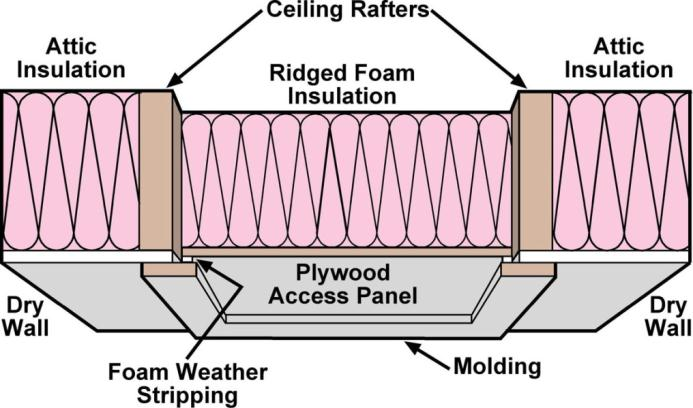 Ceiling Rafters
Attic
Insulation
Ridged Foam
Insulation
Attic
Insulation
Plywood
Access Panel
Dry
Wall
Dry
Wall
Foam Weather
Stripping
Molding